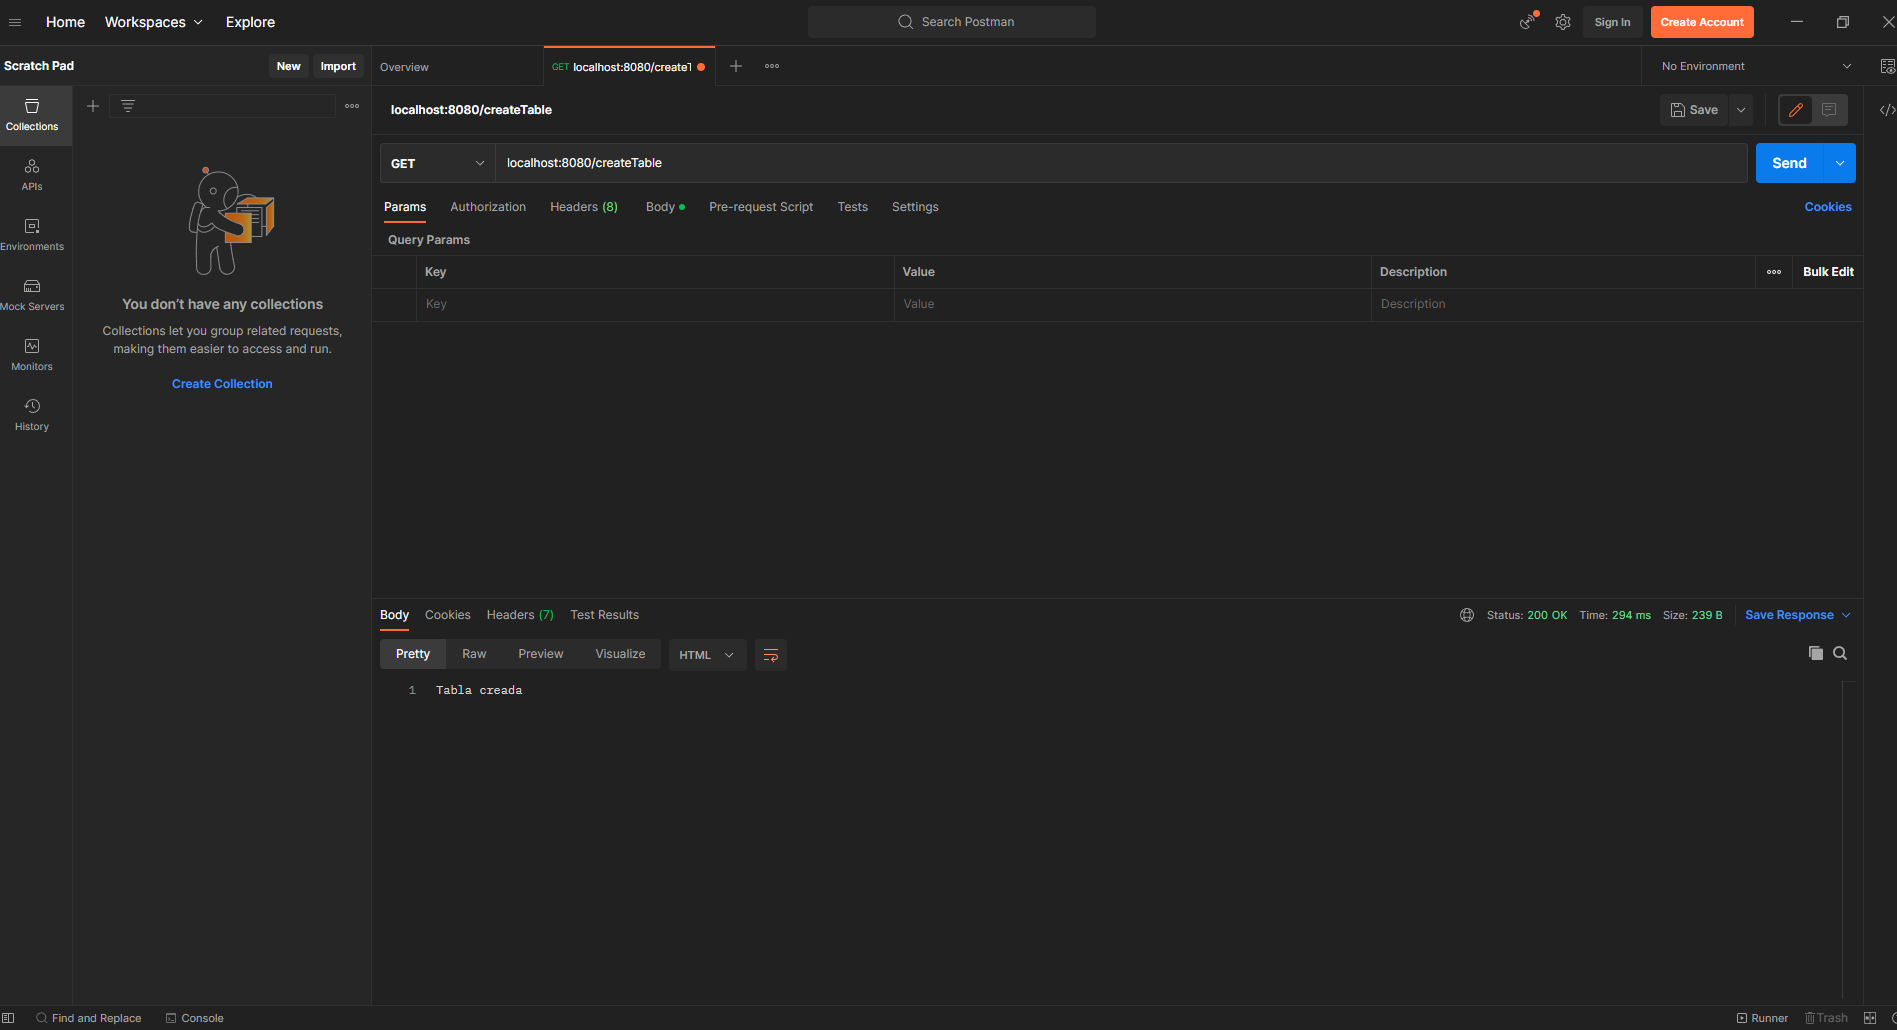 Home Workspaces Explore
Search Postman
Sign In
Create Account
Scratch Pad
New
Import
Overview
GET localhost:8080/createT
No Environment
localhost:8080/createTable
Save
GET
localhost:8080/createTable
Send
Params Authorization Headers (8) Body Pre-request Script Tests Settings
Cookies
Query Params
Key Value Description Bulk Edit
Key Value Description
Collections
APIs
Environments
Mock Servers
Monitors
History
You don't have any collections
Collections let you group related requests,
making them easier to access and run.
Create Collection
Body Cookies Headers (7) Test Results
Status: 200 OK Time: 294 ms Size: 239 B
Save Response
Pretty Raw Preview Visualize HTML
1 Tabla creada
Find and Replace Console
Runner Trash